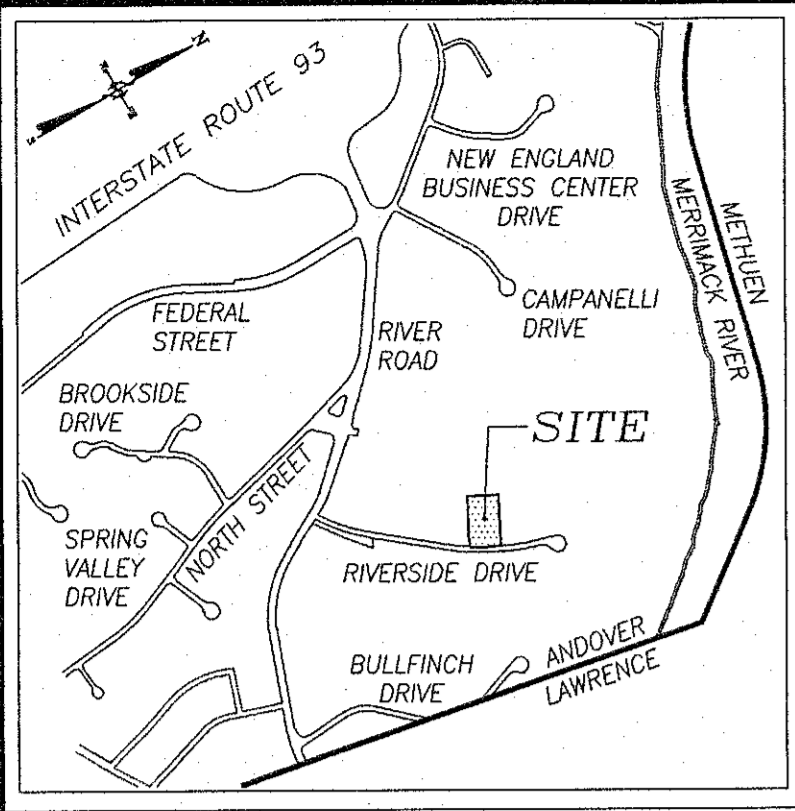 N
S
INTERSTATE ROUTE 93
NEW ENGLAND
BUSINESS CENTER
DRIVE
METHUEN
MERRIMACK RIVER
FEDERAL
STREET
RIVER
ROAD
CAMPANELLI
DRIVE
BROOKSIDE
DRIVE
SITE
NORTH STREET
SPRING
VALLEY
DRIVE
RIVERSIDE DRIVE
BULLFINCH
DRIVE
ANDOVER
LAWRENCE